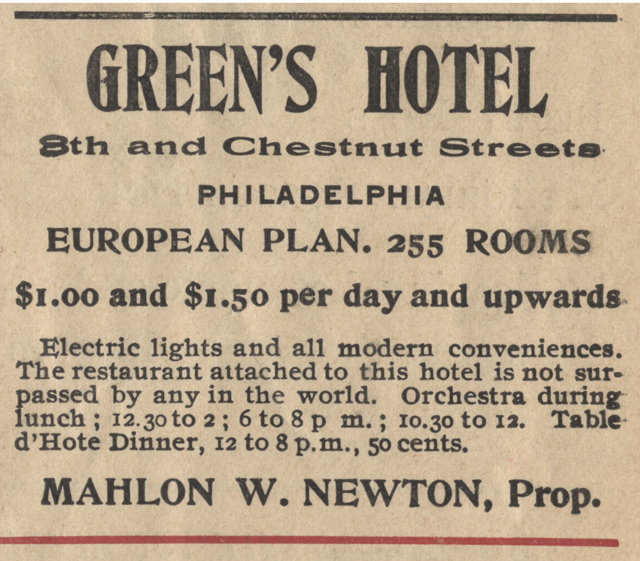 GREEN'S HOTEL
8th and Chestnut Streets
PHILADELPHIA
EUROPEAN PLAN. 255 ROOMS
$1.00 and $1.50 per day and upwards
Electric lights and all modern conveniences.
The restaurant attached to this hotel is not sur-
passed by any in the world. Orchestra during
lunch ; 12.30 to 2 ; 6 to 8 p m. ; 10.30 to 12. Table
d'Hote Dinner, 12 to 8 p.m., 50 cents.
MAHLON W. NEWTON, Prop.